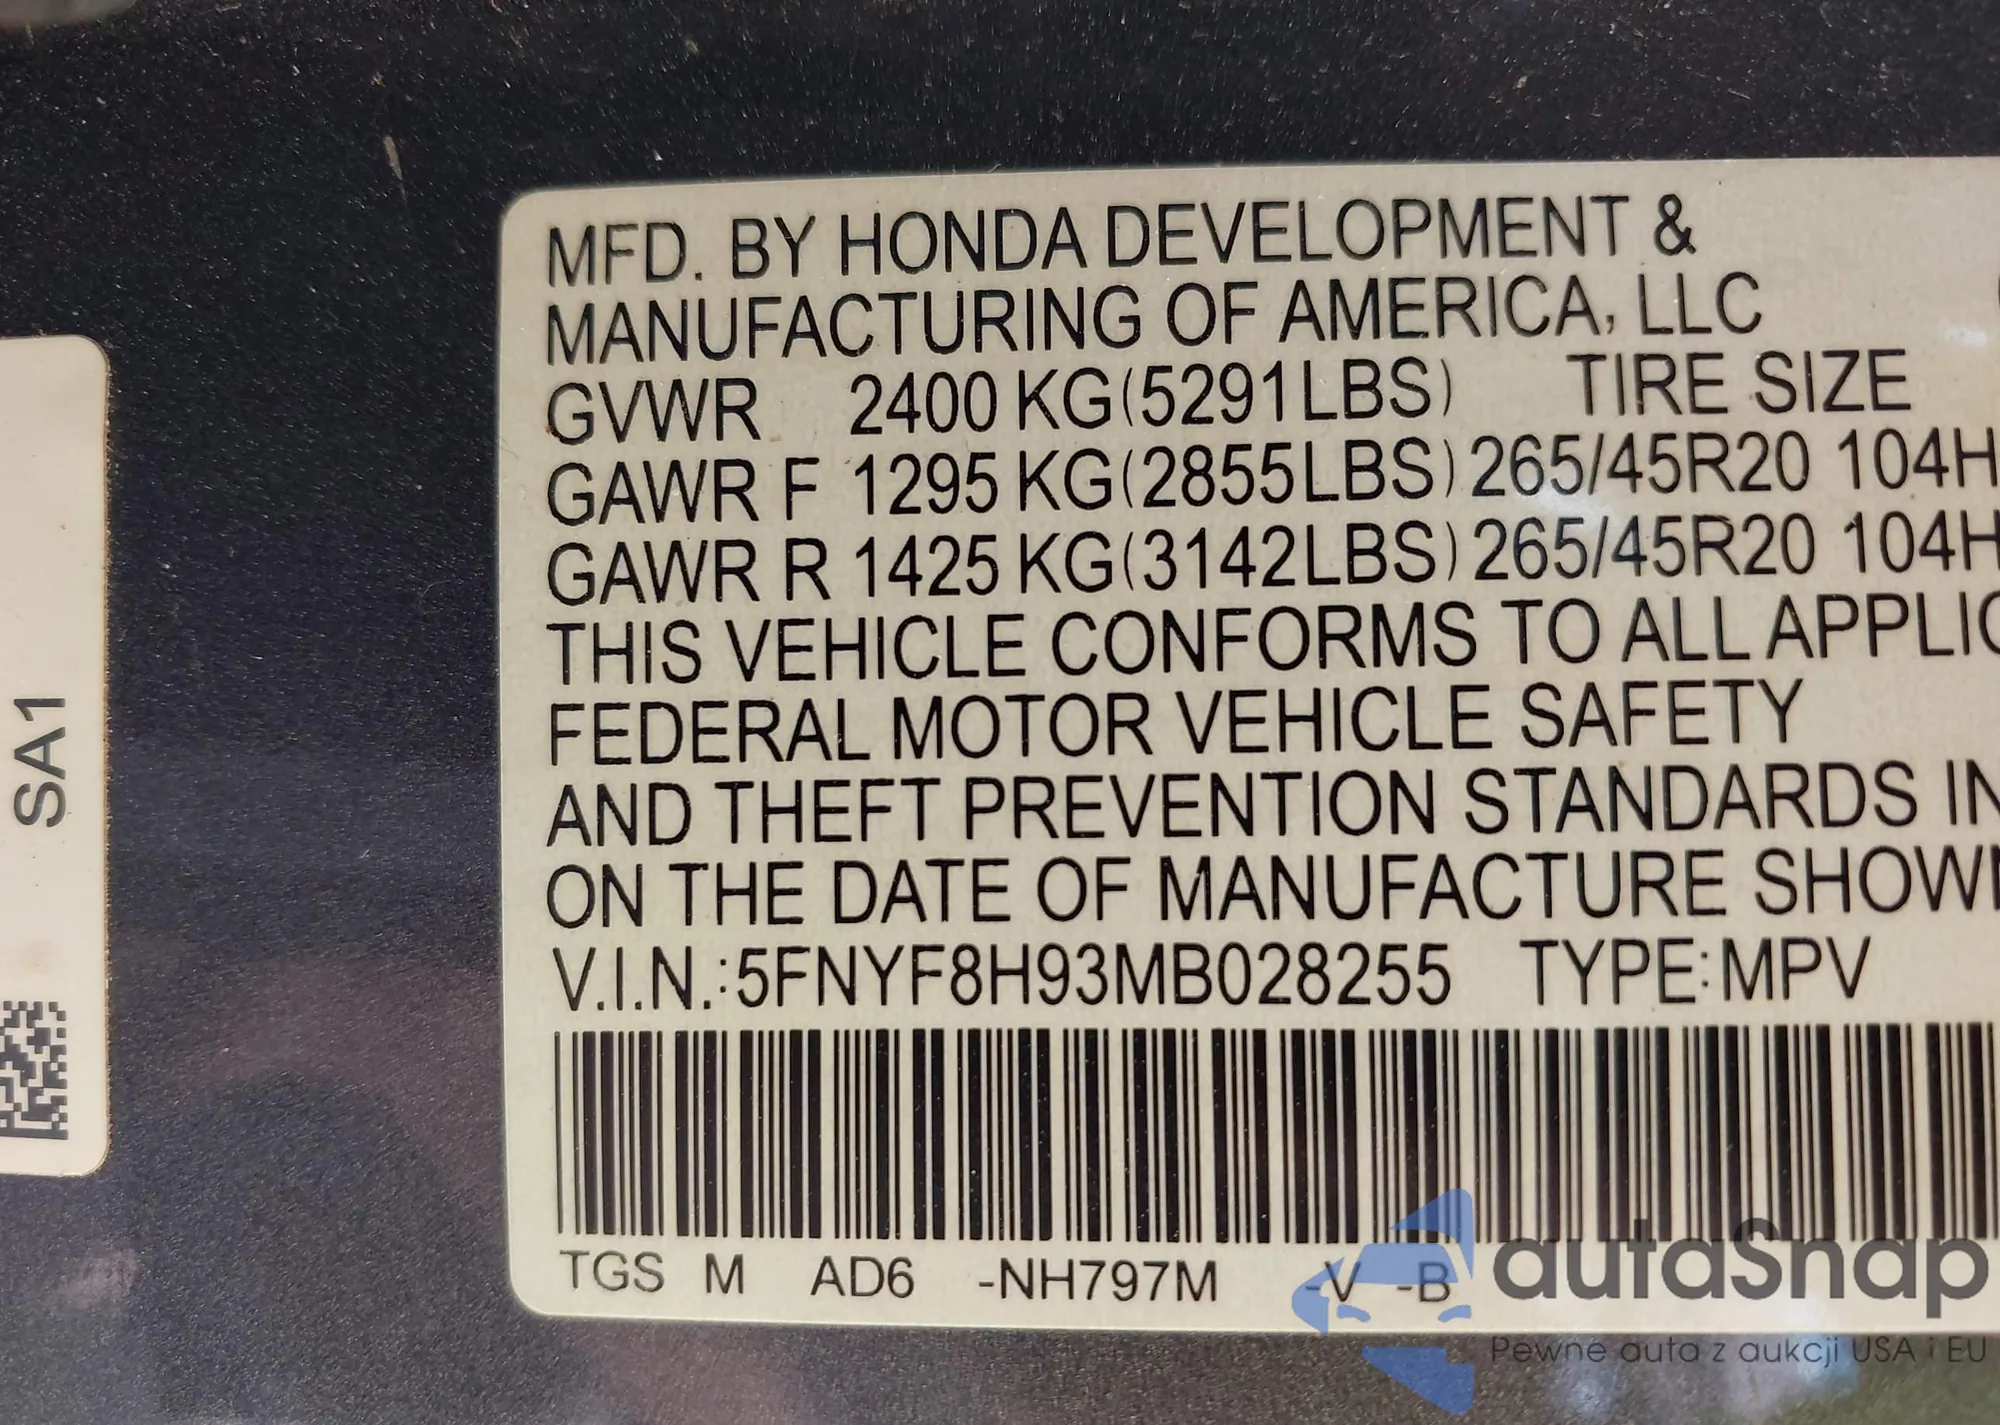 MFD. BY HONDA DEVELOPMENT &
MANUFACTURING OF AMERICA, LLC
GVWR 2400 KG(5291LBS) TIRE SIZE
GAWR F 1295 KG(2855LBS) 265/45R20 104H
GAWR R 1425 KG(3142LBS) 265/45R20 104H
THIS VEHICLE CONFORMS TO ALL APPLIC
FEDERAL MOTOR VEHICLE SAFETY
AND THEFT PREVENTION STANDARDS IN
ON THE DATE OF MANUFACTURE SHOWN
V.I.N.:5FNYF8H93MB028255 TYPE:MPV
TGS M AD6 -NH797M -V -B
SA1
autaSnap
Pewne auta z aukcji USA i EU